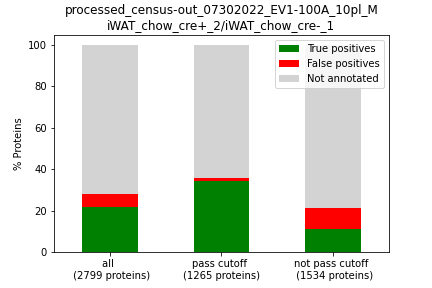 processed_census-out_07302022_EV1-100A_10pl_M
iWAT_chow_cre+_2/iWAT_chow_cre-_1
True positives
False positives
Not annotated
% Proteins
100
80
60
40
20
0
all
(2799 proteins)
pass cutoff
(1265 proteins)
not pass cutoff
(1534 proteins)